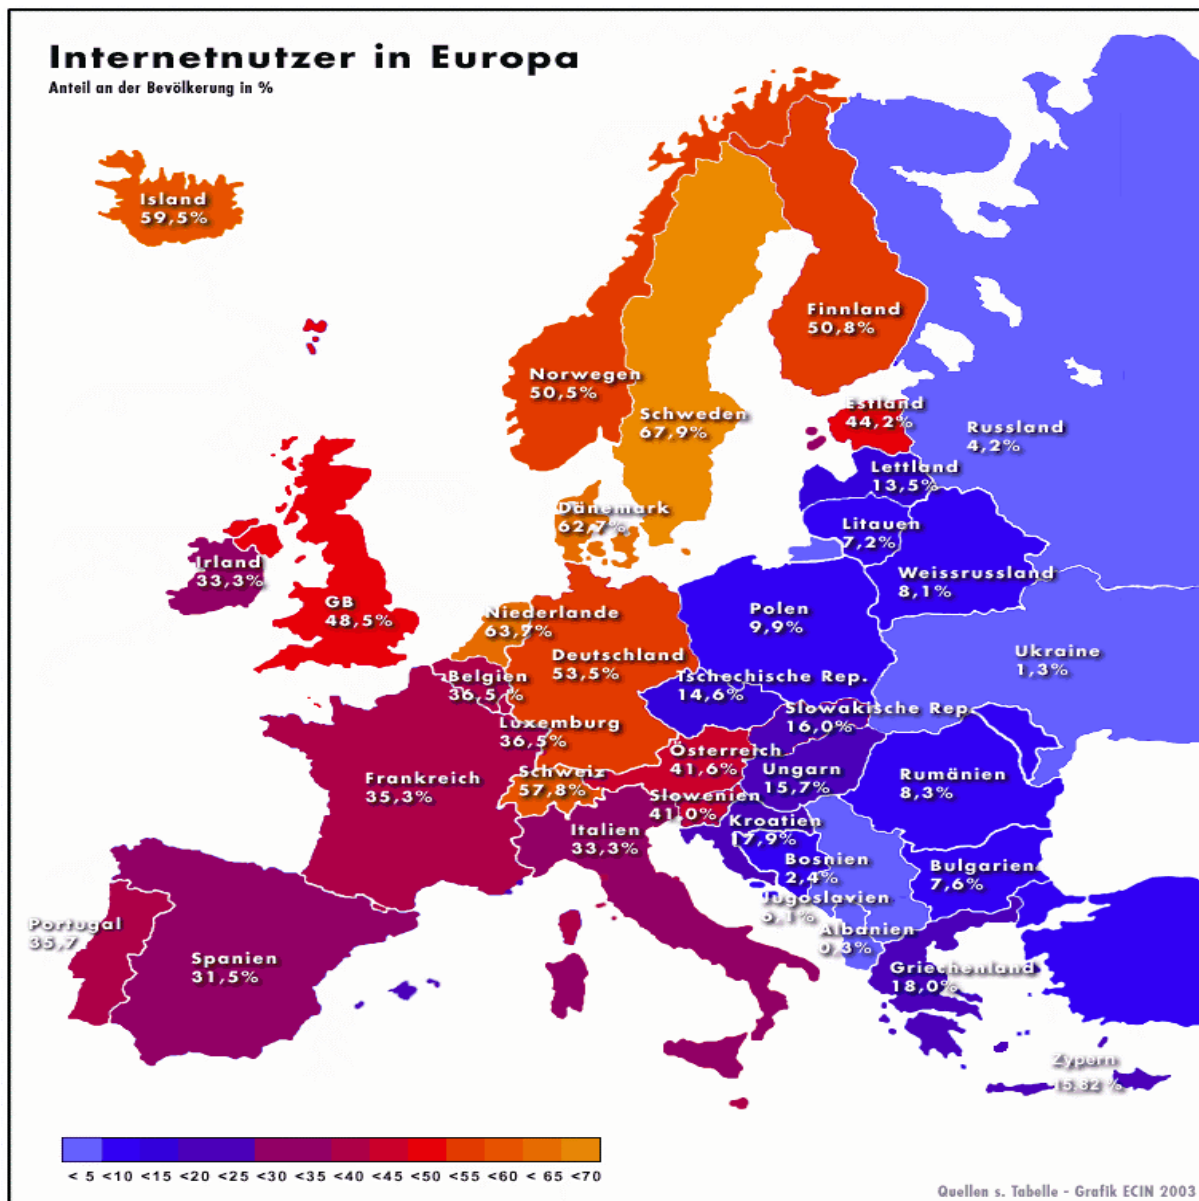 Internetnutzer in Europa
Anteil an der Bevölkerung in %
Island
59,5%
Finnland
50,8%
Norwegen
50,5%
Schweden
67,9%
Estland
44,2%
Russland
4,2%
Lettland
13,5%
Dänemark
62,7%
Litauen
7,2%
Irland
33,3%
Weissrussland
8,1%
GB
48,5%
Niederlande
63,7%
Polen
9,9%
Deutschland
53,5%
Ukraine
1,3%
Belgien
36,5%
Tschechische Rep.
14,6%
Slowakische Rep.
16,0%
Luxemburg
36,5%
Österreich
41,6%
Frankreich
35,3%
Schweiz
57,8%
Ungarn
15,7%
Rumänien
8,3%
Slowenien
41,0%
Kroatien
17,9%
Italien
33,3%
Bosnien
2,4%
Bulgarien
7,6%
Jugoslavien
6,1%
Portugal
35,7
Albanien
0,3%
Spanien
31,5%
Griechenland
18,0%
Zypern
15.82 %
< 5 <10 <15 <20 <25 <30 <35 <40 <45 <50 <55 <60 < 65 <70
Quellen s. Tabelle - Grafik ECIN 2003